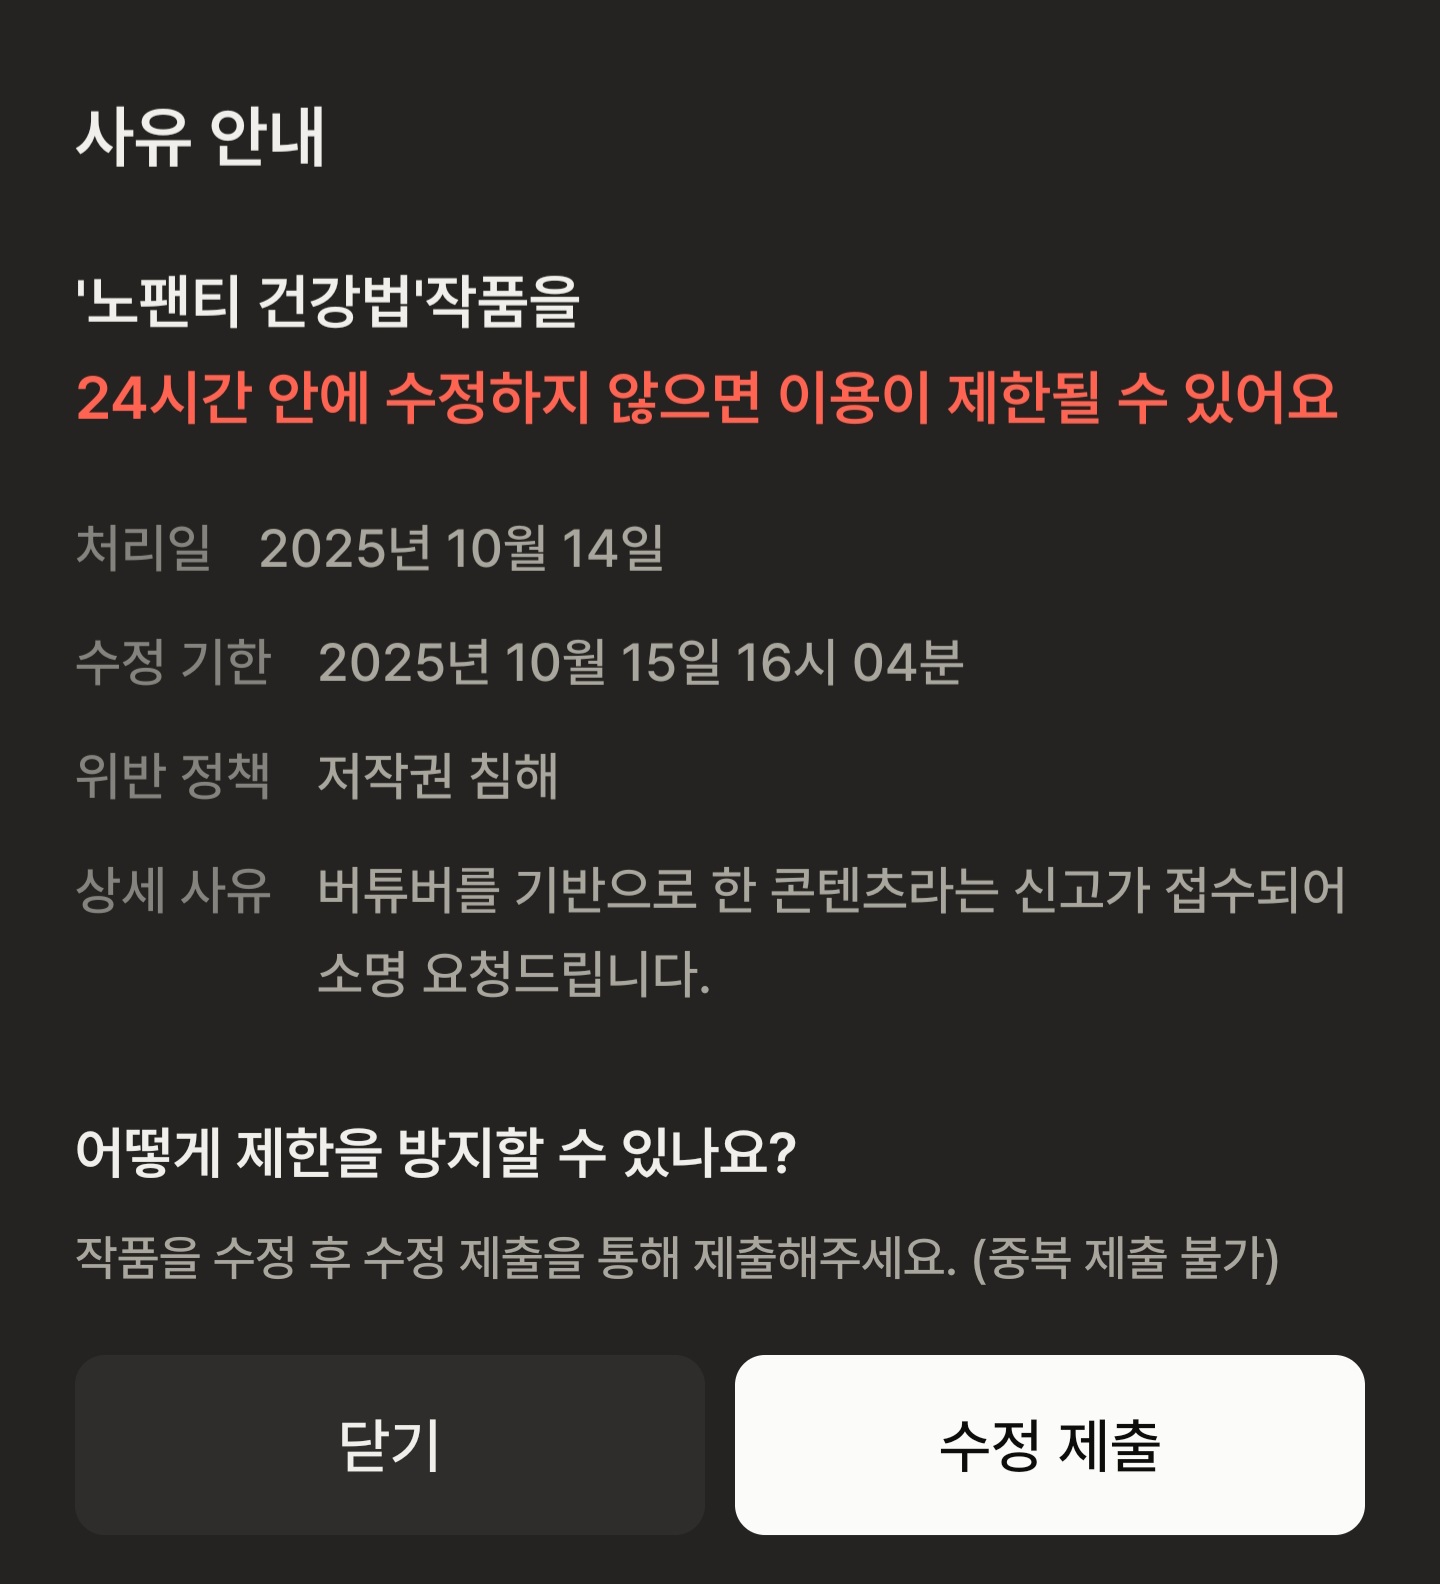 사유 안내
'노팬티 건강법'작품을
24시간 안에 수정하지 않으면 이용이 제한될 수 있어요
처리일 2025년 10월 14일
수정 기한 2025년 10월 15일 16시 04분
위반 정책 저작권 침해
상세 사유 버튜버를 기반으로 한 콘텐츠라는 신고가 접수되어
소명 요청드립니다.
어떻게 제한을 방지할 수 있나요?
작품을 수정 후 수정 제출을 통해 제출해주세요. (중복 제출 불가)
닫기 수정 제출